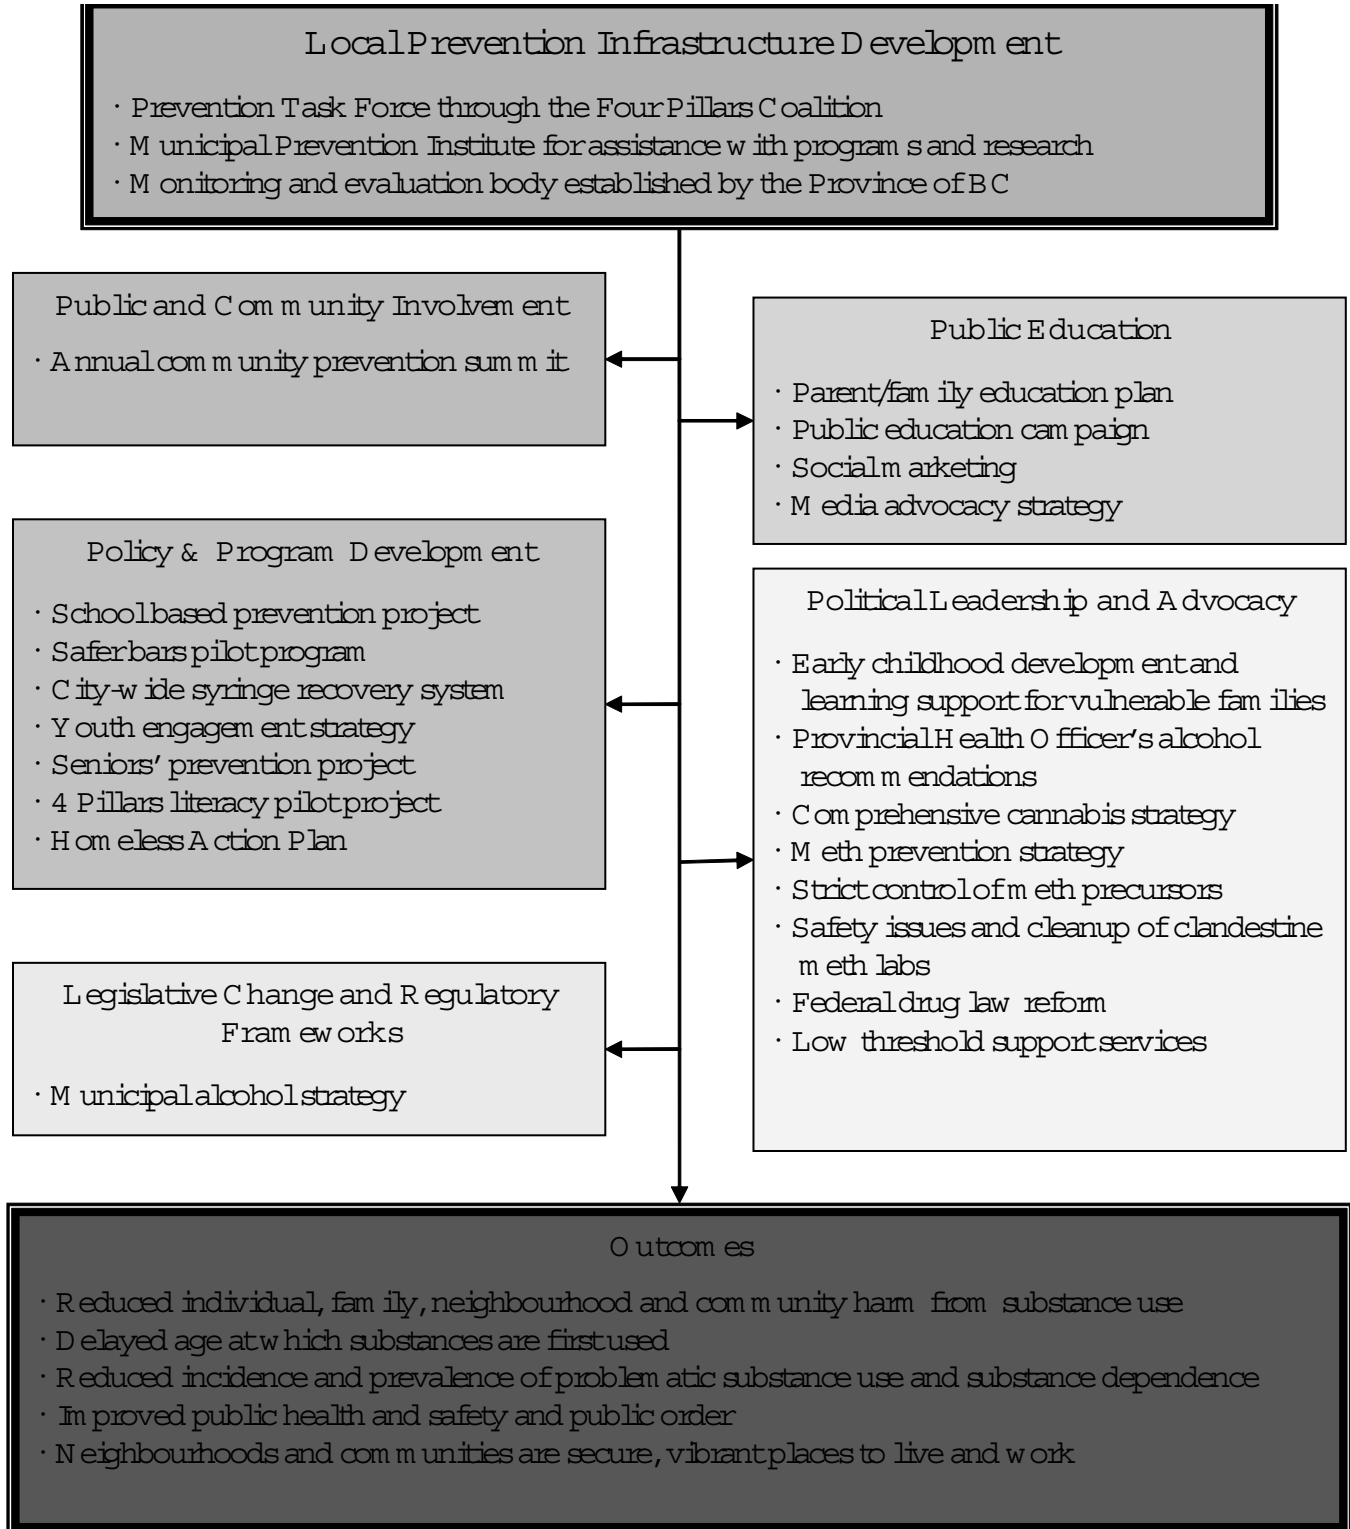 Local Prevention Infrastructure Development
· Prevention Task Force through the Four Pillars Coalition
· Municipal Prevention Institute for assistance with programs and research
· Monitoring and evaluation body established by the Province of BC
Public and Community Involvement
· Annual community prevention summit
Public Education
· Parent/family education plan
· Public education campaign
· Social marketing
· Media advocacy strategy
Policy & Program Development
· School based prevention project
· Safer bars pilot program
· City-wide syringe recovery system
· Youth engagement strategy
· Seniors' prevention project
· 4 Pillars literacy pilot project
· Homeless Action Plan
Political Leadership and Advocacy
· Early childhood development and
learning support for vulnerable families
· Provincial Health Officer's alcohol
recommendations
· Comprehensive cannabis strategy
· Meth prevention strategy
· Strict control of meth precursors
· Safety issues and cleanup of clandestine
meth labs
· Federal drug law reform
· Low threshold support services
Legislative Change and Regulatory
Frameworks
· Municipal alcohol strategy
Outcomes
· Reduced individual, family, neighbourhood and community harm from substance use
· Delayed age at which substances are first used
· Reduced incidence and prevalence of problematic substance use and substance dependence
· Improved public health and safety and public order
· Neighbourhoods and communities are secure, vibrant places to live and work